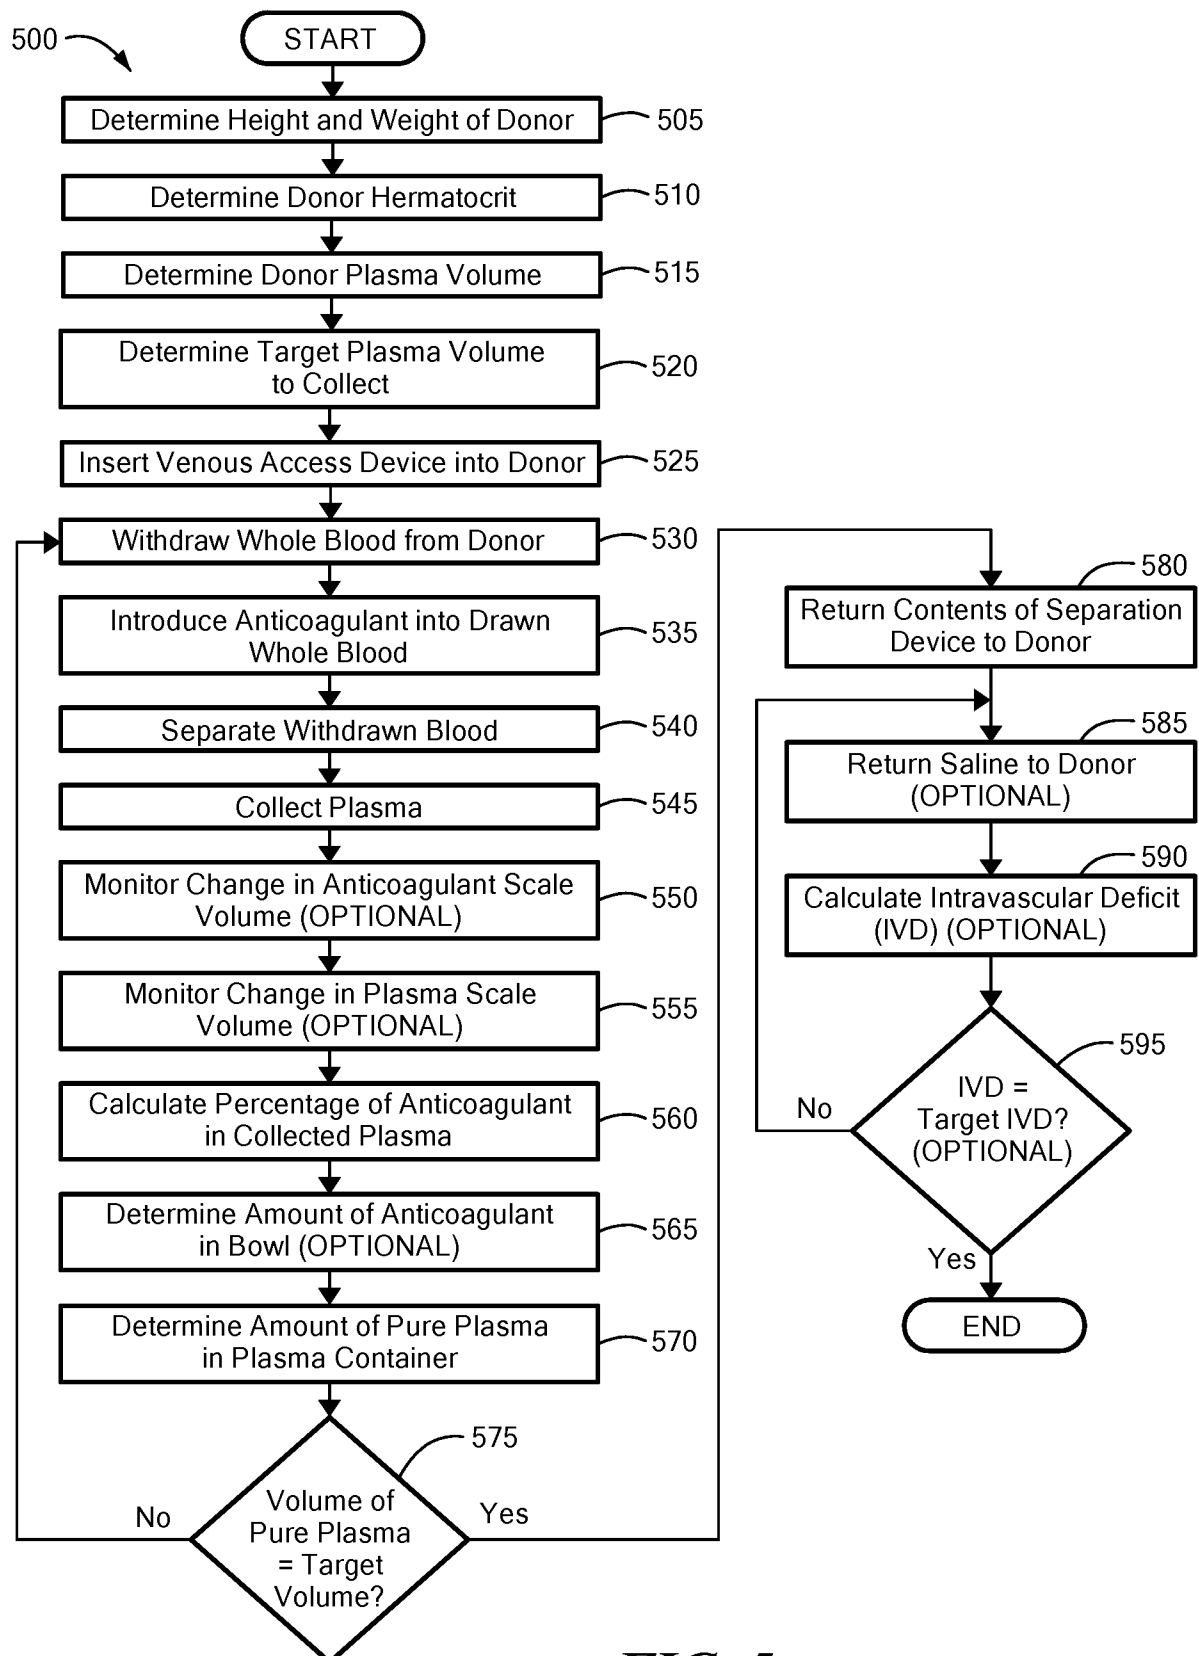 500
START
Determine Height and Weight of Donor
505
Determine Donor Hermatocrit
510
Determine Donor Plasma Volume
515
Determine Target Plasma Volume
to Collect
520
Insert Venous Access Device into Donor
525
Withdraw Whole Blood from Donor
530
Introduce Anticoagulant into Drawn
Whole Blood
535
Separate Withdrawn Blood
540
Collect Plasma
545
Monitor Change in Anticoagulant Scale
Volume (OPTIONAL)
550
Monitor Change in Plasma Scale
Volume (OPTIONAL)
555
Calculate Percentage of Anticoagulant
in Collected Plasma
560
Determine Amount of Anticoagulant
in Bowl (OPTIONAL)
565
Determine Amount of Pure Plasma
in Plasma Container
570
575
Volume of
Pure Plasma
= Target
Volume?
No
Yes
580
Return Contents of Separation
Device to Donor
585
Return Saline to Donor
(OPTIONAL)
590
Calculate Intravascular Deficit
(IVD) (OPTIONAL)
595
IVD =
Target IVD?
(OPTIONAL)
No
Yes
END